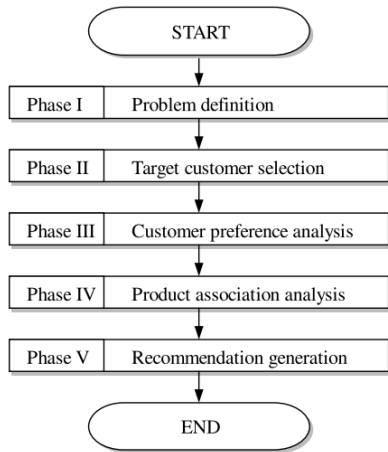 START
Phase I Problem definition
Phase II Target customer selection
Phase III Customer preference analysis
Phase IV Product association analysis
Phase V Recommendation generation
END